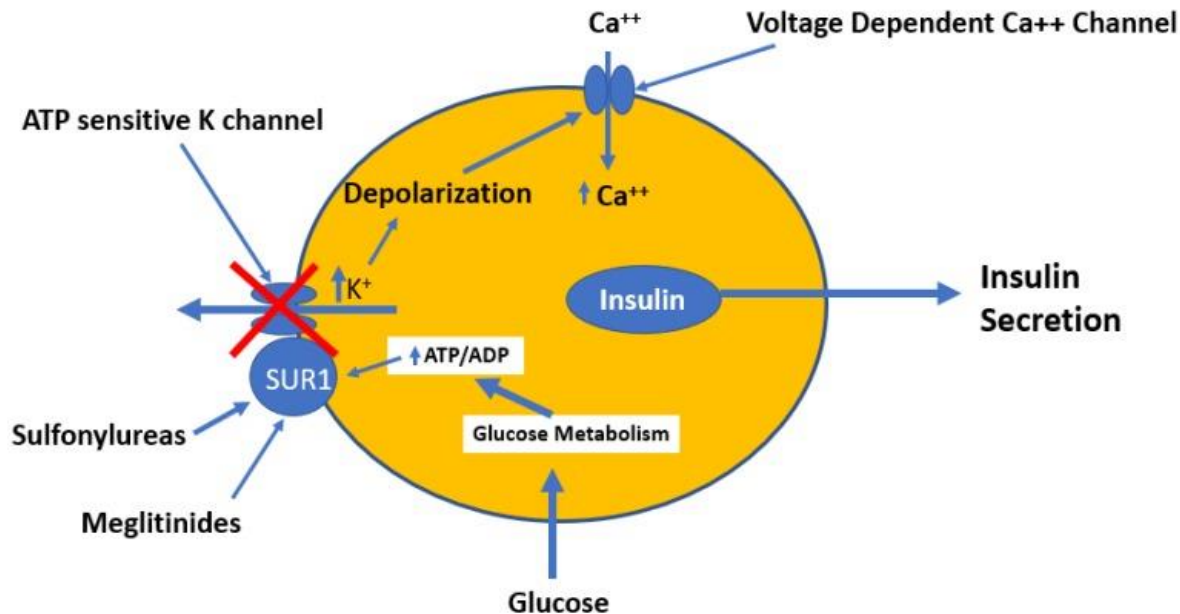 Ca⁺⁺
Voltage Dependent Ca++ Channel
ATP sensitive K channel
Depolarization
Ca⁺⁺
K⁺
Insulin
Insulin
Secretion
ATP/ADP
SUR1
Sulfonylureas
Glucose Metabolism
Meglitinides
Glucose